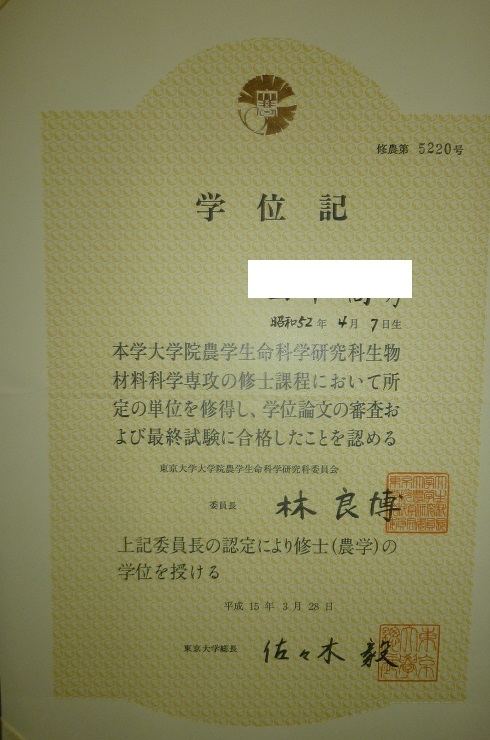 修農第 5220号
学位記
昭和52年 4月 7日生
本学大学院農学生命科学研究科生物
材料科学専攻の修士課程において所
定の単位を修得し、学位論文の審査お
よび最終試験に合格したことを認める
東京大学大学院農学生命科学研究科委員会
委員長 林良博
上記委員長の認定により修士(農学)の
学位を授ける
平成 15 年 3 月 28 日
東京大学総長 佐々木毅